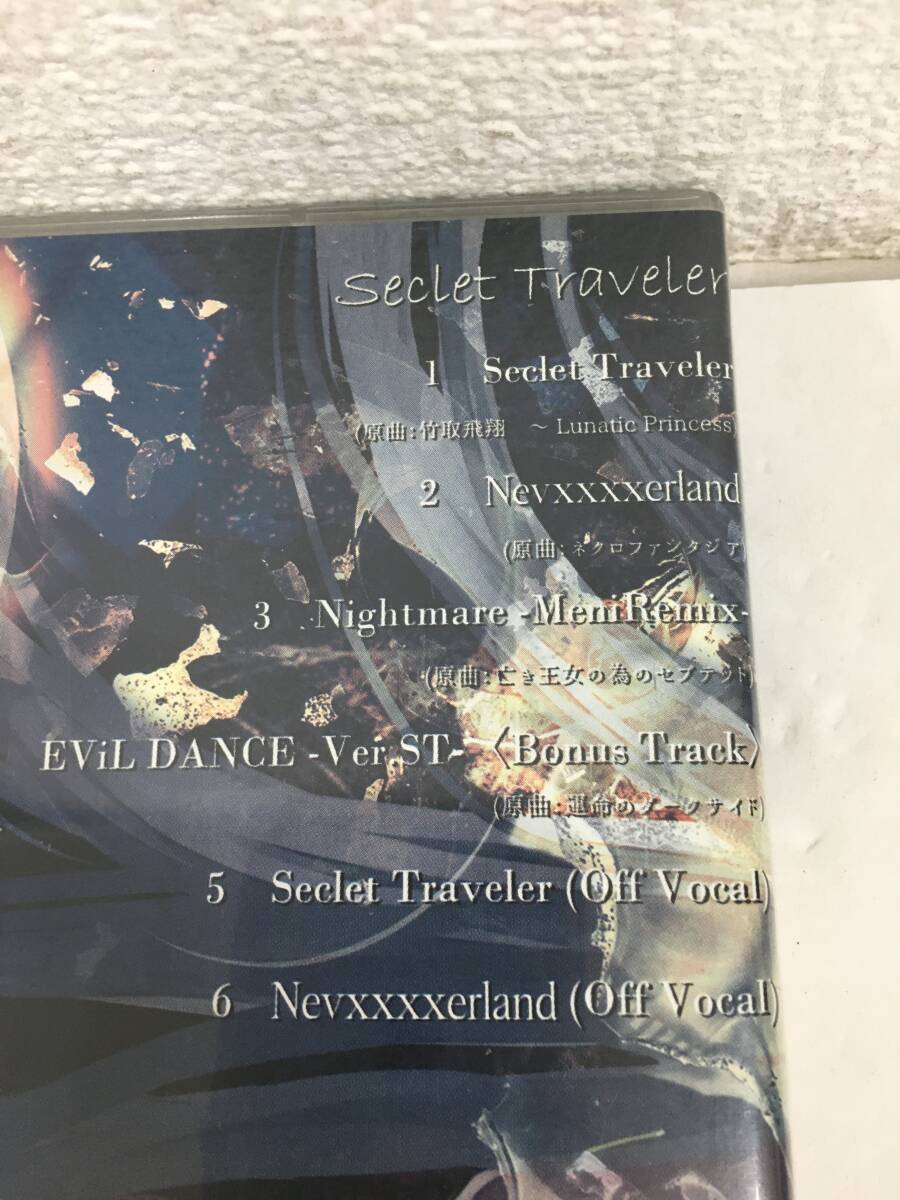 Seclet Traveler
1 Seclet Traveler
(原曲:竹取飛翔 ～ Lunatic Princess)
2 Nevxxxxerland
(原曲:ネクロファンタジア)
3 Nightmare -MeniRemix-
(原曲:亡き王女の為のセプテット)
EViL DANCE -Ver.ST- 〈Bonus Track〉
(原曲:運命のダークサイド)
5 Seclet Traveler (Off Vocal)
6 Nevxxxxerland (Off Vocal)